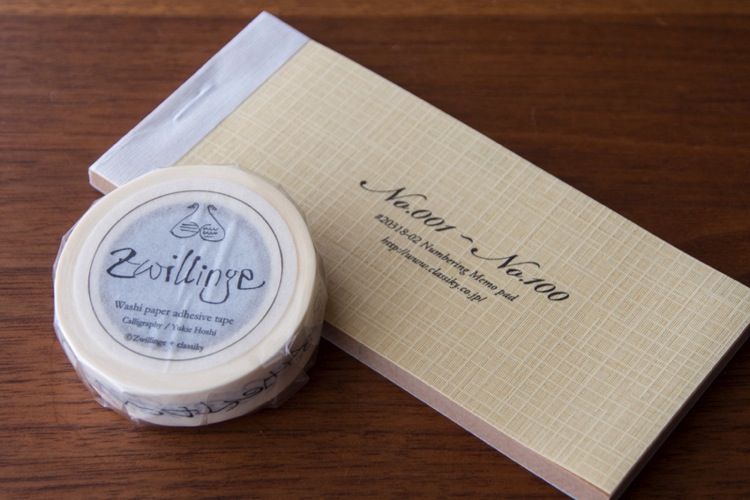 Zwillinge
Washi paper adhesive tape
Calligraphy / Yukie Hoshi
©Zwillinge + classiky
No.001 ~ No.100
#20318-02 Numbering Memo pad
http://www.classiky.co.jp/